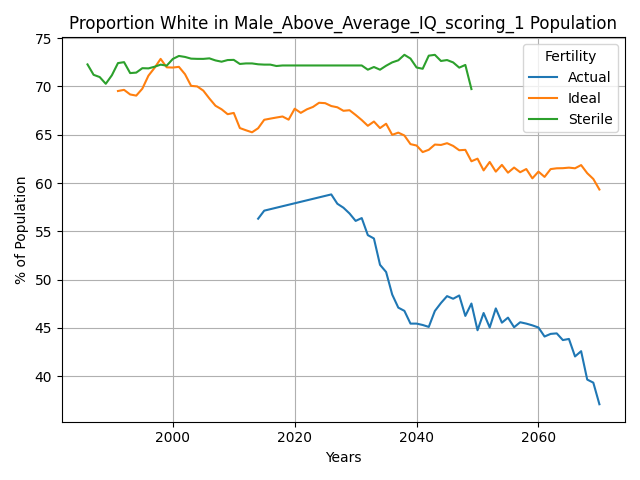 Proportion White in Male_Above_Average_IQ_scoring_1 Population
75
70
65
60
55
50
45
40
% of Population
2000
2020
2040
2060
Years
Fertility
Actual
Ideal
Sterile